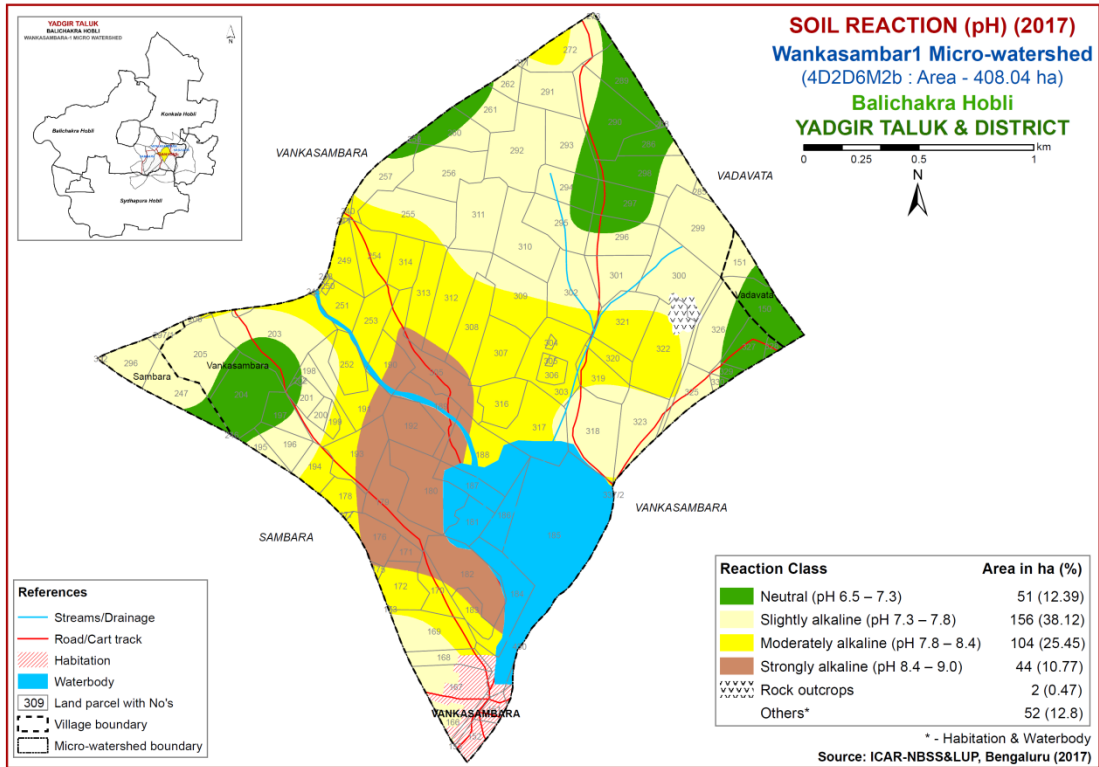 YADGIR TALUK
BALICHAKRA HOBLI
WANKASAMBARA-1 MICRO WATERSHED
N
Konkala Hobli
Balichakra Hobli
Sydhapura Hobli
SOIL REACTION (pH) (2017)
Wankasambar1 Micro-watershed
(4D2D6M2b : Area - 408.04 ha)
Balichakra Hobli
YADGIR TALUK & DISTRICT
0 0.25 0.5 1 km
N
272
291
262
292
293
VANKASAMBARA
VADAVATA
257
256
294
255
311
295
296
299
310
254
249
314
301
300
151
313
312
309
302
251
253
308
321
Vadavata
326
203
304
205
307
320
322
Vankasambara
305
296
Sambara
198
252
306
319
247
201
303
325
316
200
199
323
317
318
196
192
195
194
188
178
VANKASAMBARA
SAMBARA
177
182
172
170
169
168
167
VANKASAMBARA
166
References
Streams/Drainage
Road/Cart track
Habitation
Waterbody
309 Land parcel with No's
Village boundary
Micro-watershed boundary
Reaction Class Area in ha (%)
Neutral (pH 6.5 – 7.3) 51 (12.39)
Slightly alkaline (pH 7.3 – 7.8) 156 (38.12)
Moderately alkaline (pH 7.8 – 8.4) 104 (25.45)
Strongly alkaline (pH 8.4 – 9.0) 44 (10.77)
Rock outcrops 2 (0.47)
Others* 52 (12.8)
* - Habitation & Waterbody
Source: ICAR-NBSS&LUP, Bengaluru (2017)